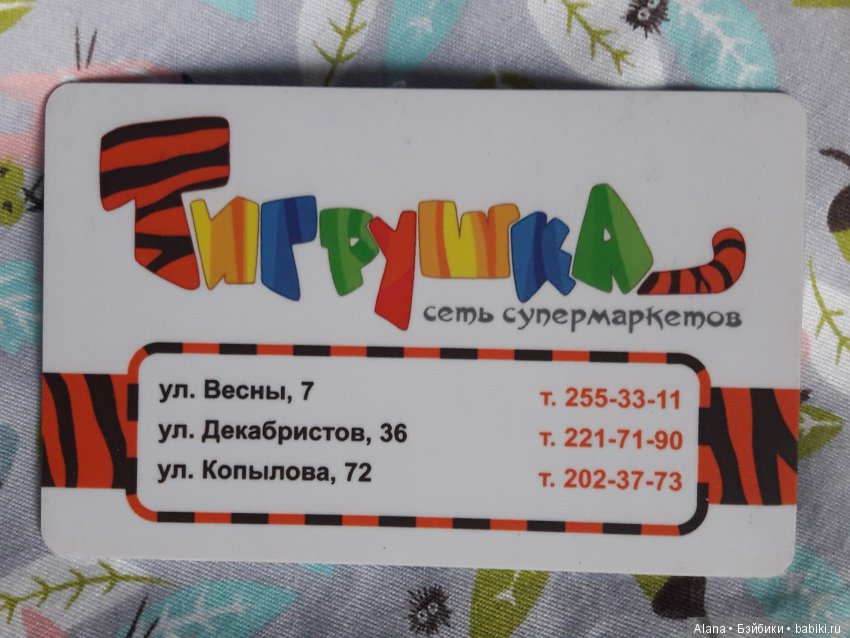 Тигрушка
сеть супермаркетов
ул. Весны, 7 т. 255-33-11
ул. Декабристов, 36 т. 221-71-90
ул. Копылова, 72 т. 202-37-73
Alana • Бэйбики • babiki.ru